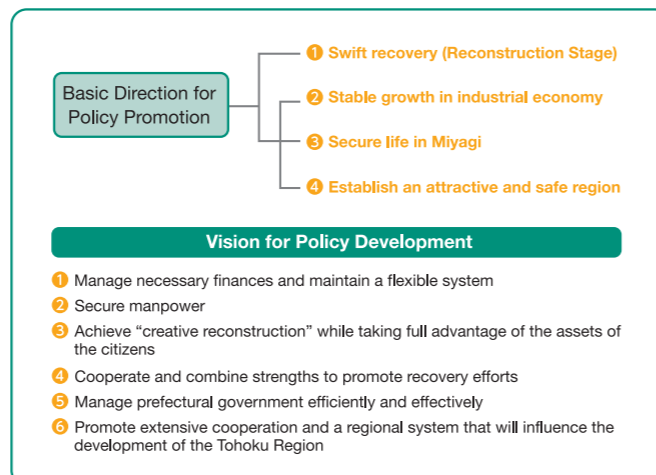 Basic Direction for
Policy Promotion
1 Swift recovery (Reconstruction Stage)
2 Stable growth in industrial economy
3 Secure life in Miyagi
4 Establish an attractive and safe region
Vision for Policy Development
1 Manage necessary finances and maintain a flexible system
2 Secure manpower
3 Achieve “creative reconstruction” while taking full advantage of the assets of
the citizens
4 Cooperate and combine strengths to promote recovery efforts
5 Manage prefectural government efficiently and effectively
6 Promote extensive cooperation and a regional system that will influence the
development of the Tohoku Region